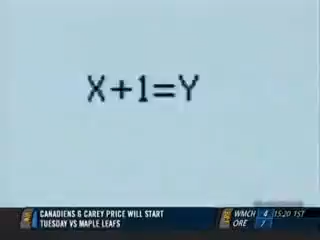 X+1=Y
CANADIENS G CAREY PRICE WILL START
TUESDAY VS MAPLE LEAFS
WMCH 4 15:20 1ST
ORE 7